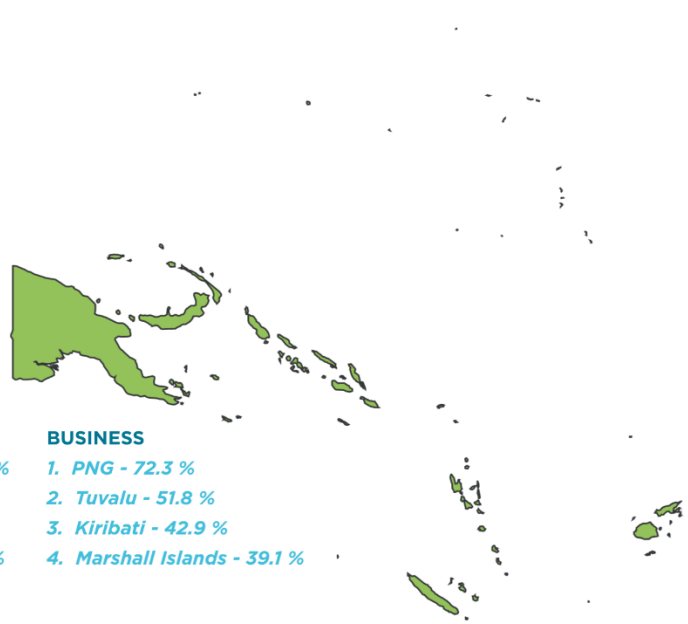 BUSINESS
% 1. PNG - 72.3 %
2. Tuvalu - 51.8 %
3. Kiribati - 42.9 %
% 4. Marshall Islands - 39.1 %